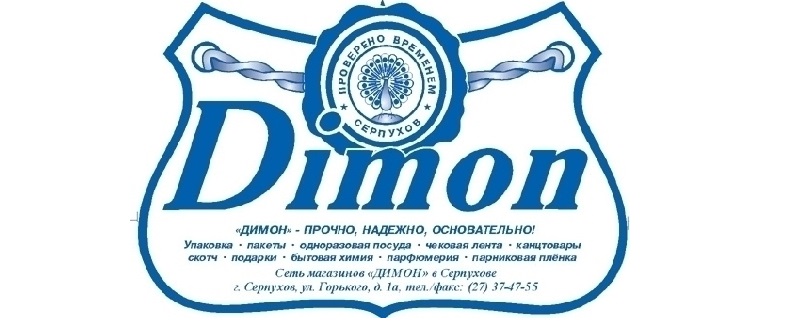 ПРОВЕРЕНО ВРЕМЕНЕМ
СЕРПУХОВ
Dimon
«ДИМОН» - ПРОЧНО, НАДЕЖНО, ОСНОВАТЕЛЬНО!
Упаковка · пакеты · одноразовая посуда · чековая лента · канцтовары
скотч · подарки · бытовая химия · парфюмерия · парниковая плёнка
Сеть магазинов «ДИМОН» в Серпухове
г. Серпухов, ул. Горького, д. 1а, тел./факс: (27) 37-47-55